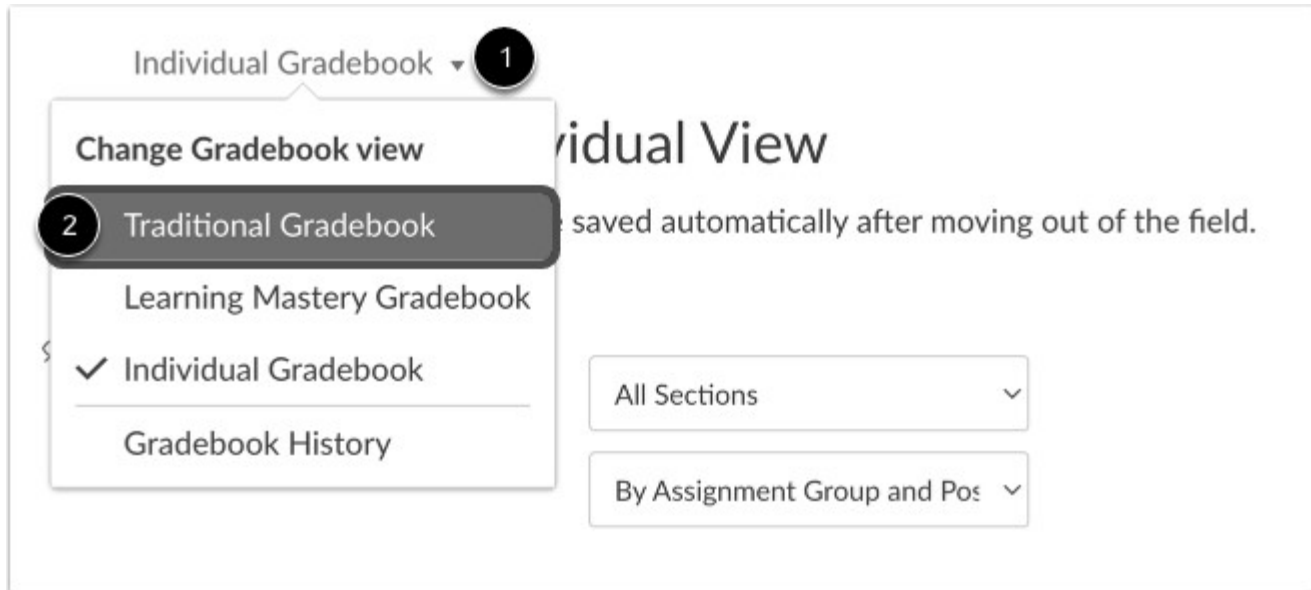 Individual Gradebook
1
Change Gradebook view
vidual View
2
Traditional Gradebook
saved automatically after moving out of the field.
Learning Mastery Gradebook
Individual Gradebook
All Sections
Gradebook History
By Assignment Group and Pos